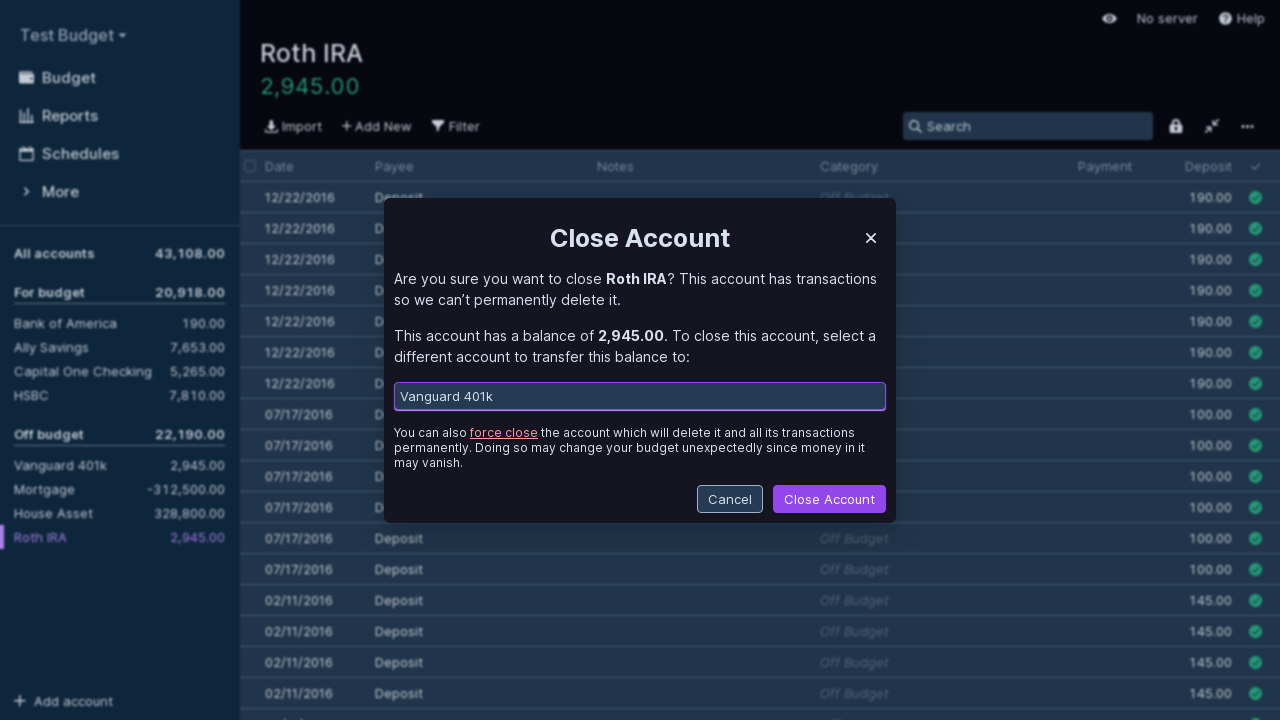 Test Budget
Budget
Reports
Schedules
More
All accounts 43,108.00
For budget 20,918.00
Bank of America 190.00
Ally Savings 7,653.00
Capital One Checking 5,265.00
HSBC 7,810.00
Off budget 22,190.00
Vanguard 401k 2,945.00
Mortgage -312,500.00
House Asset 328,800.00
Roth IRA 2,945.00
Add account
No server
Help
Roth IRA
2,945.00
Import
Add New
Filter
Search
Date Payee Notes Category Payment Deposit
12/22/2016 Deposit Off Budget 190.00
12/22/2016 190.00
12/22/2016 190.00
12/22/2016 190.00
12/22/2016 190.00
12/22/2016 190.00
12/22/2016 190.00
07/17/2016 100.00
07/17/2016 100.00
07/17/2016 100.00
07/17/2016 100.00
07/17/2016 Deposit Off Budget 100.00
07/17/2016 Deposit Off Budget 100.00
02/11/2016 Deposit Off Budget 145.00
02/11/2016 Deposit Off Budget 145.00
02/11/2016 Deposit Off Budget 145.00
02/11/2016 Deposit Off Budget 145.00
Close Account
Are you sure you want to close Roth IRA? This account has transactions
so we can’t permanently delete it.
This account has a balance of 2,945.00. To close this account, select a
different account to transfer this balance to:
Vanguard 401k
You can also force close the account which will delete it and all its transactions
permanently. Doing so may change your budget unexpectedly since money in it
may vanish.
Cancel
Close Account